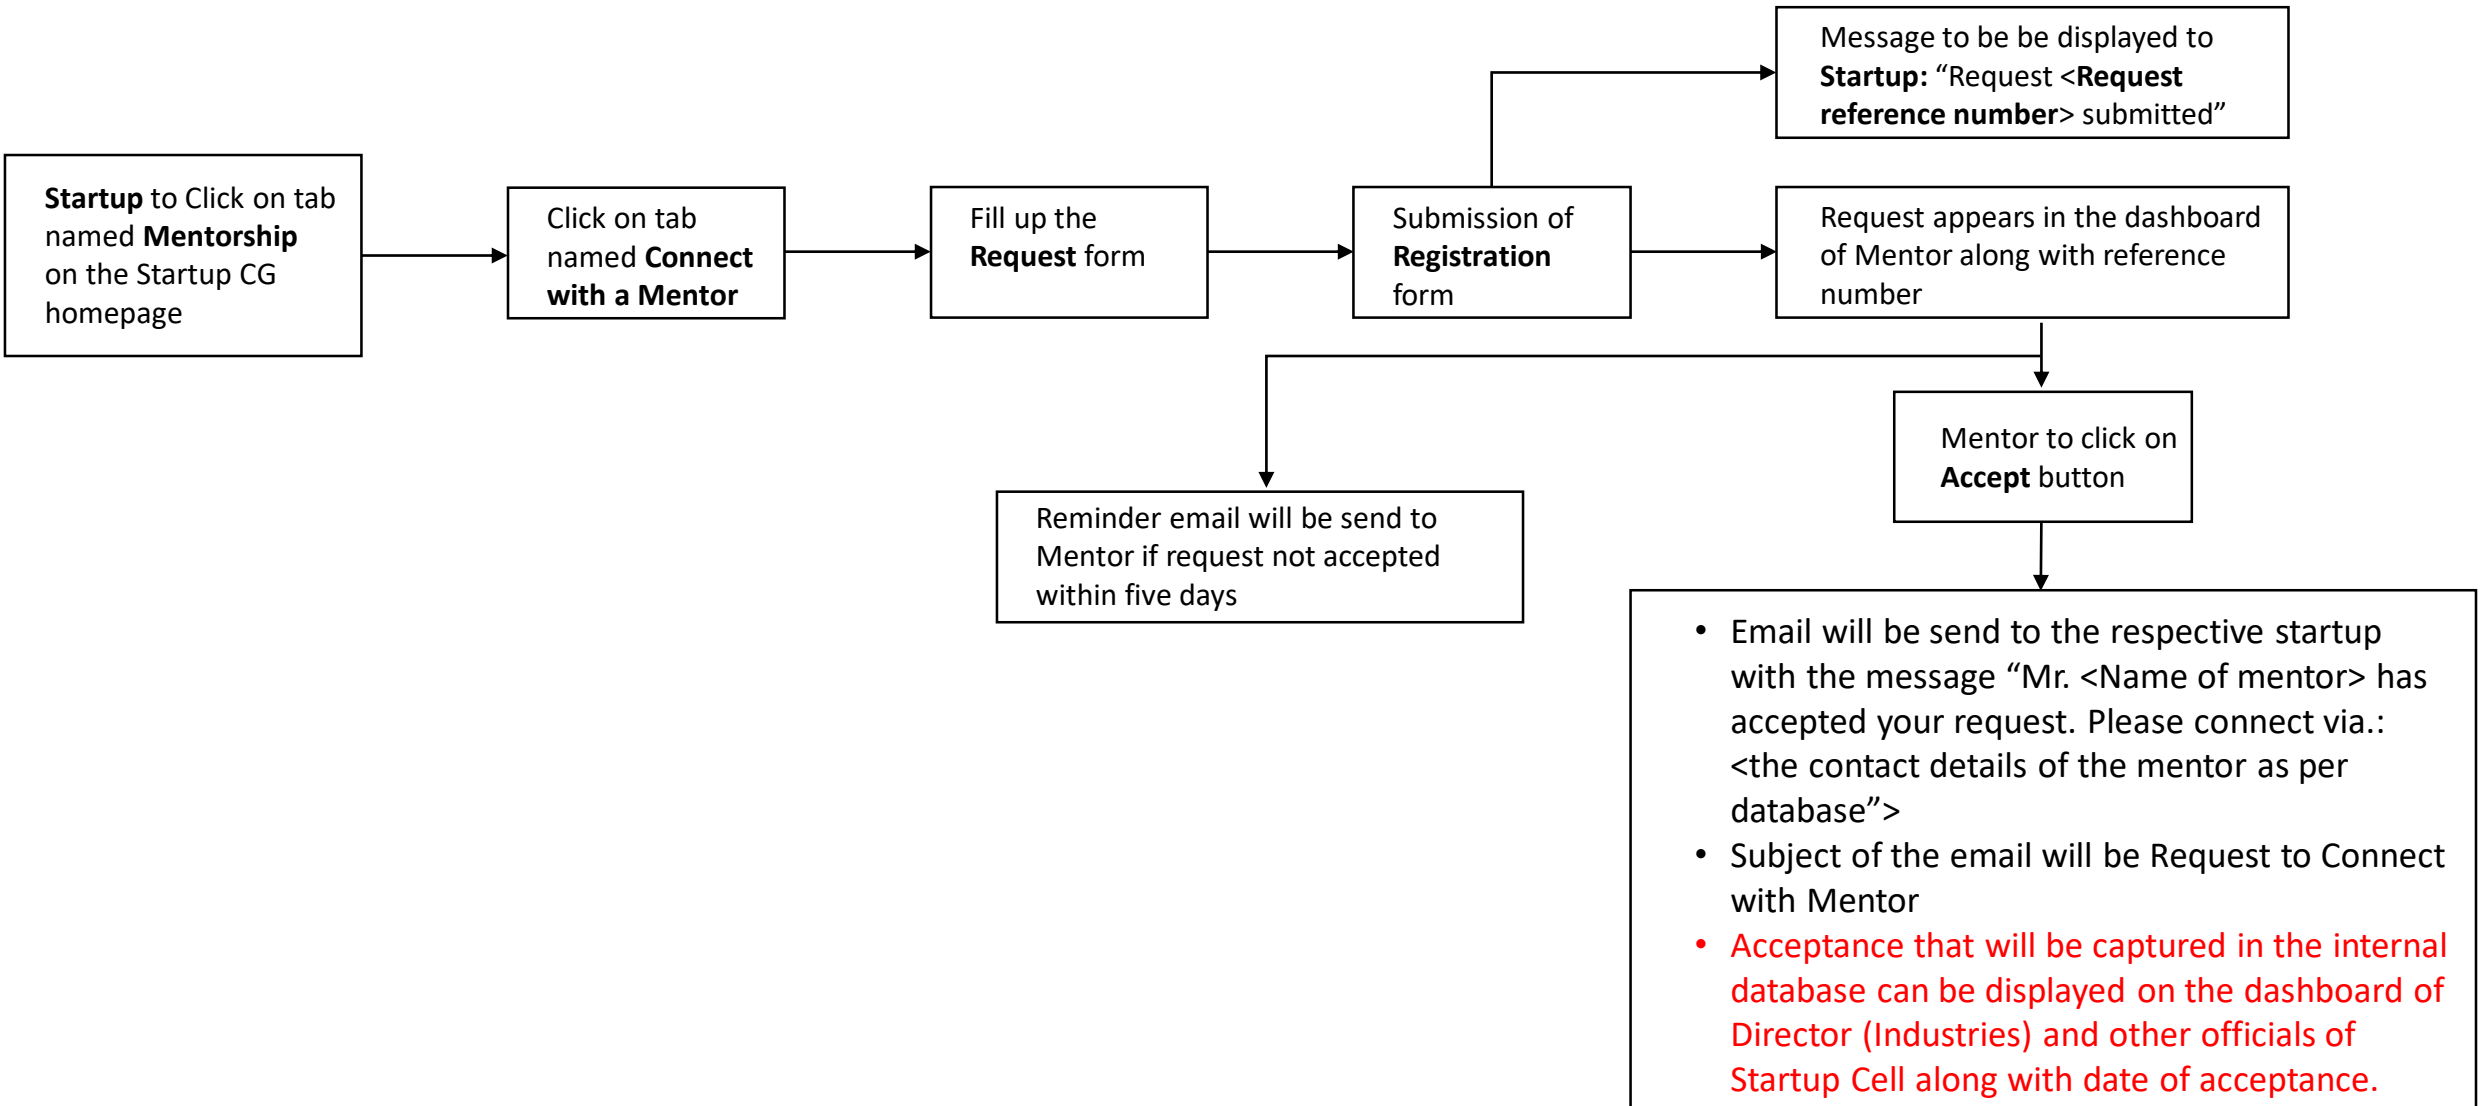 Message to be be displayed to
Startup: “Request <Request
reference number> submitted”
Startup to Click on tab
named Mentorship
on the Startup CG
homepage
Click on tab
named Connect
with a Mentor
Fill up the
Request form
Submission of
Registration
form
Request appears in the dashboard
of Mentor along with reference
number
Mentor to click on
Accept button
Reminder email will be send to
Mentor if request not accepted
within five days
• Email will be send to the respective startup
with the message “Mr. <Name of mentor> has
accepted your request. Please connect via.:
<the contact details of the mentor as per
database”>
• Subject of the email will be Request to Connect
with Mentor
• Acceptance that will be captured in the internal
database can be displayed on the dashboard of
Director (Industries) and other officials of
Startup Cell along with date of acceptance.